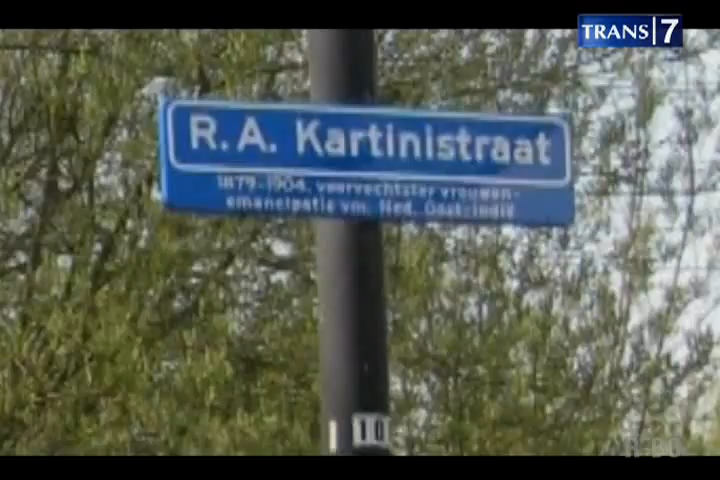 TRANS|7
R.A. Kartinistraat
1879-1904, voorvechtster vrouwen-
emancipatie vm. Ned. Oost-Indië
10